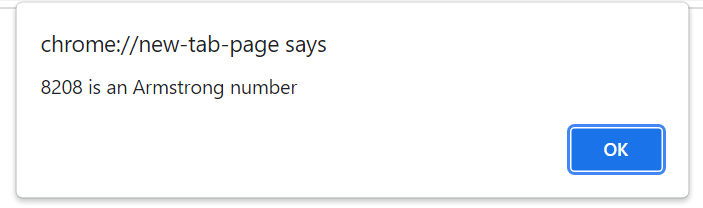 chrome://new-tab-page says
8208 is an Armstrong number
OK